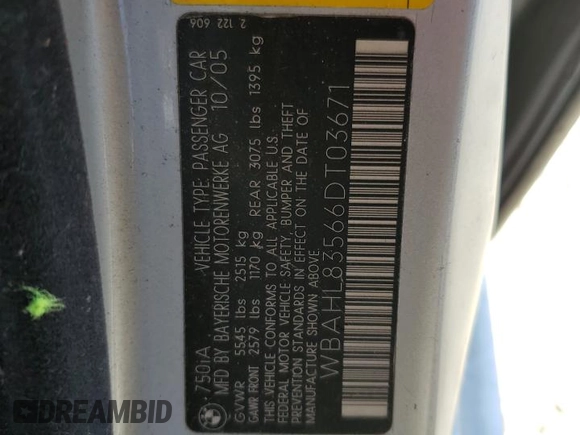 2 122 606
750iA -VEHICLE TYPE: PASSENGER CAR
MFD BY BAYERISCHE MOTORENWERKE AG 10/05
GVWR 5545 lbs 2515 kg
GAWR FRONT 2579 lbs 1170 kg REAR 3075 lbs 1395 kg
THIS VEHICLE CONFORMS TO ALL APPLICABLE U.S.
FEDERAL MOTOR VEHICLE SAFETY, BUMPER AND THEFT
PREVENTION STANDARDS IN EFFECT ON THE DATE OF
MANUFACTURE SHOWN ABOVE.
WBAHL83566DT03671
DREAMBID